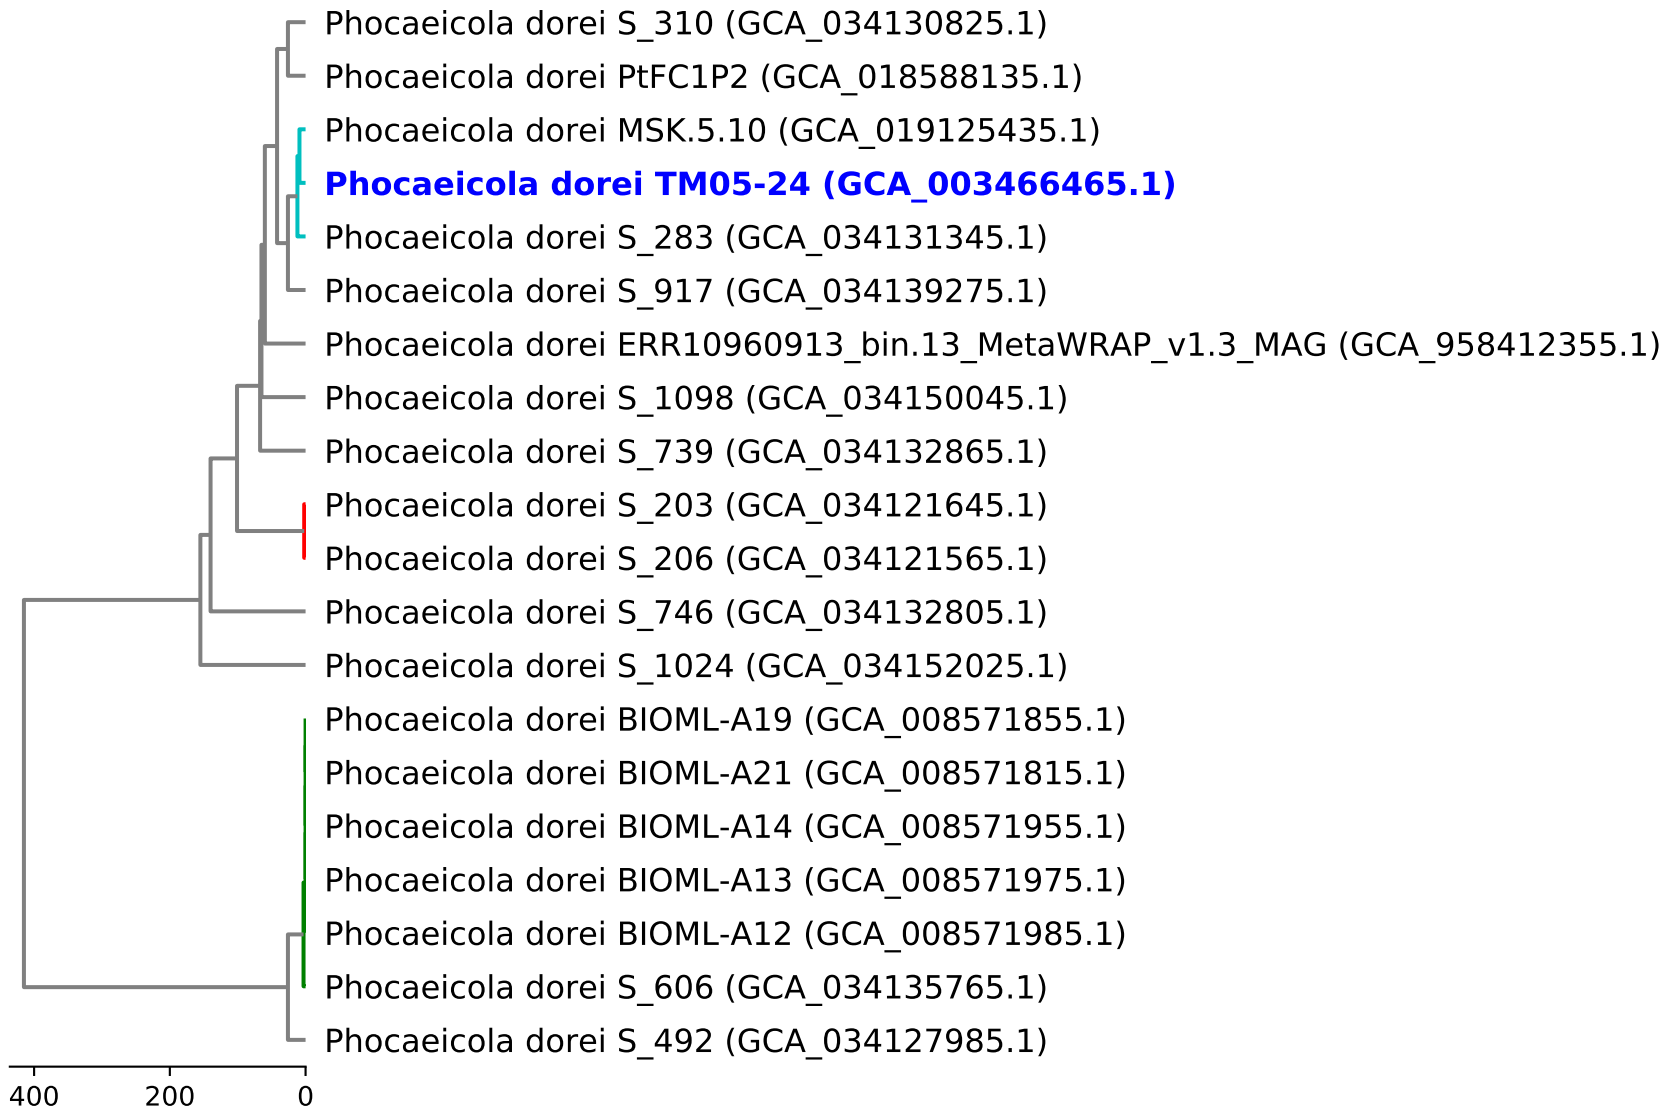 Phocaeicola dorei S_310 (GCA_034130825.1)
Phocaeicola dorei PtFC1P2 (GCA_018588135.1)
Phocaeicola dorei MSK.5.10 (GCA_019125435.1)
Phocaeicola dorei TM05-24 (GCA_003466465.1)
Phocaeicola dorei S_283 (GCA_034131345.1)
Phocaeicola dorei S_917 (GCA_034139275.1)
Phocaeicola dorei ERR10960913_bin.13_MetaWRAP_v1.3_MAG (GCA_958412355.1)
Phocaeicola dorei S_1098 (GCA_034150045.1)
Phocaeicola dorei S_739 (GCA_034132865.1)
Phocaeicola dorei S_203 (GCA_034121645.1)
Phocaeicola dorei S_206 (GCA_034121565.1)
Phocaeicola dorei S_746 (GCA_034132805.1)
Phocaeicola dorei S_1024 (GCA_034152025.1)
Phocaeicola dorei BIOML-A19 (GCA_008571855.1)
Phocaeicola dorei BIOML-A21 (GCA_008571815.1)
Phocaeicola dorei BIOML-A14 (GCA_008571955.1)
Phocaeicola dorei BIOML-A13 (GCA_008571975.1)
Phocaeicola dorei BIOML-A12 (GCA_008571985.1)
Phocaeicola dorei S_606 (GCA_034135765.1)
Phocaeicola dorei S_492 (GCA_034127985.1)
400 200 0